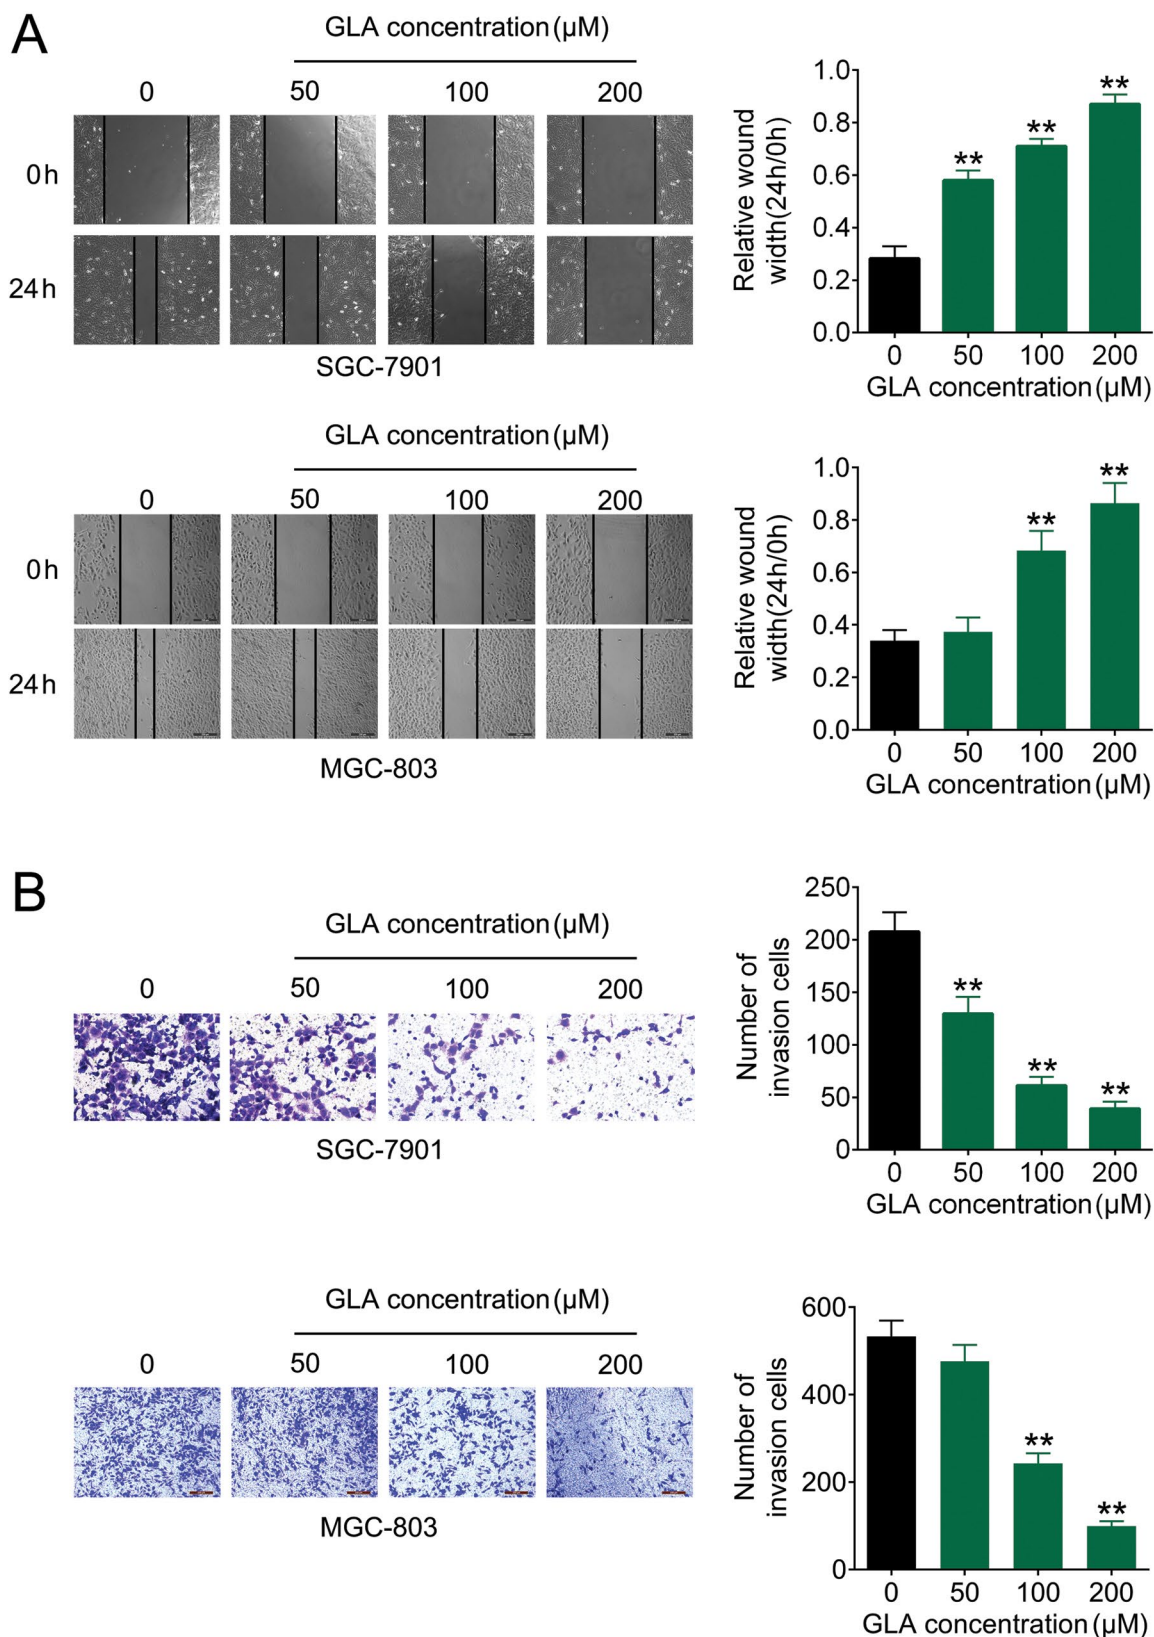 A
GLA concentration (µM)
0 50 100 200
0h
24h
SGC-7901
1.0
0.8
0.6
0.4
0.2
0.0
Relative wound
width(24h/0h)
** ** **
0 50 100 200
GLA concentration (µM)
GLA concentration (µM)
0 50 100 200
0h
24h
MGC-803
1.0
0.8
0.6
0.4
0.2
0.0
Relative wound
width(24h/0h)
** **
0 50 100 200
GLA concentration (µM)
B
GLA concentration (µM)
0 50 100 200
SGC-7901
250
200
150
100
50
0
Number of
invasion cells
** ** **
0 50 100 200
GLA concentration (µM)
GLA concentration (µM)
0 50 100 200
MGC-803
600
400
200
0
Number of
invasion cells
** **
0 50 100 200
GLA concentration (µM)